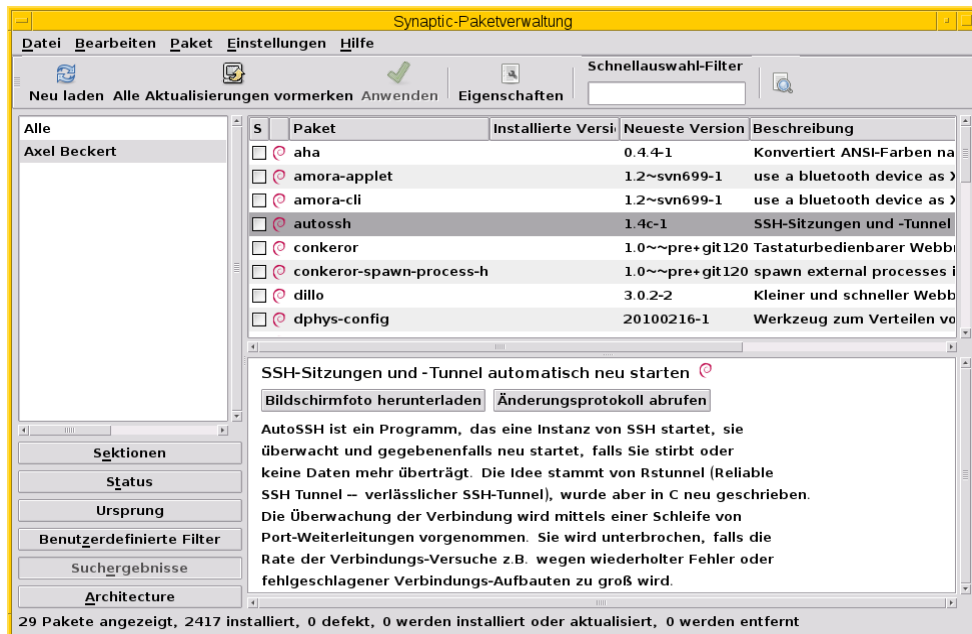 Synaptic-Paketverwaltung
Datei Bearbeiten Paket Einstellungen Hilfe
Neu laden Alle Aktualisierungen vormerken Anwenden Eigenschaften
Schnellauswahl-Filter
Alle
Axel Beckert
S Paket Installierte Versi Neueste Version Beschreibung
aha 0.4.4-1 Konvertiert ANSI-Farben na
amora-applet 1.2~svn699-1 use a bluetooth device as X
amora-cli 1.2~svn699-1 use a bluetooth device as X
autossh 1.4c-1 SSH-Sitzungen und -Tunnel
conkeror 1.0~~pre+git120 Tastaturbedienbarer Webb
conkeror-spawn-process-h 1.0~~pre+git120 spawn external processes i
dillo 3.0.2-2 Kleiner und schneller Webb
dphys-config 20100216-1 Werkzeug zum Verteilen vo
SSH-Sitzungen und -Tunnel automatisch neu starten
Bildschirmfoto herunterladen Änderungsprotokoll abrufen
AutoSSH ist ein Programm, das eine Instanz von SSH startet, sie
überwacht und gegebenenfalls neu startet, falls Sie stirbt oder
keine Daten mehr überträgt. Die Idee stammt von Rstunnel (Reliable
SSH Tunnel -- verlässlicher SSH-Tunnel), wurde aber in C neu geschrieben.
Die Überwachung der Verbindung wird mittels einer Schleife von
Port-Weiterleitungen vorgenommen. Sie wird unterbrochen, falls die
Rate der Verbindungs-Versuche z.B. wegen wiederholter Fehler oder
fehlgeschlagener Verbindungs-Aufbauten zu groß wird.
Sektionen
Status
Ursprung
Benutzerdefinierte Filter
Suchergebnisse
Architecture
29 Pakete angezeigt, 2417 installiert, 0 defekt, 0 werden installiert oder aktualisiert, 0 werden entfernt